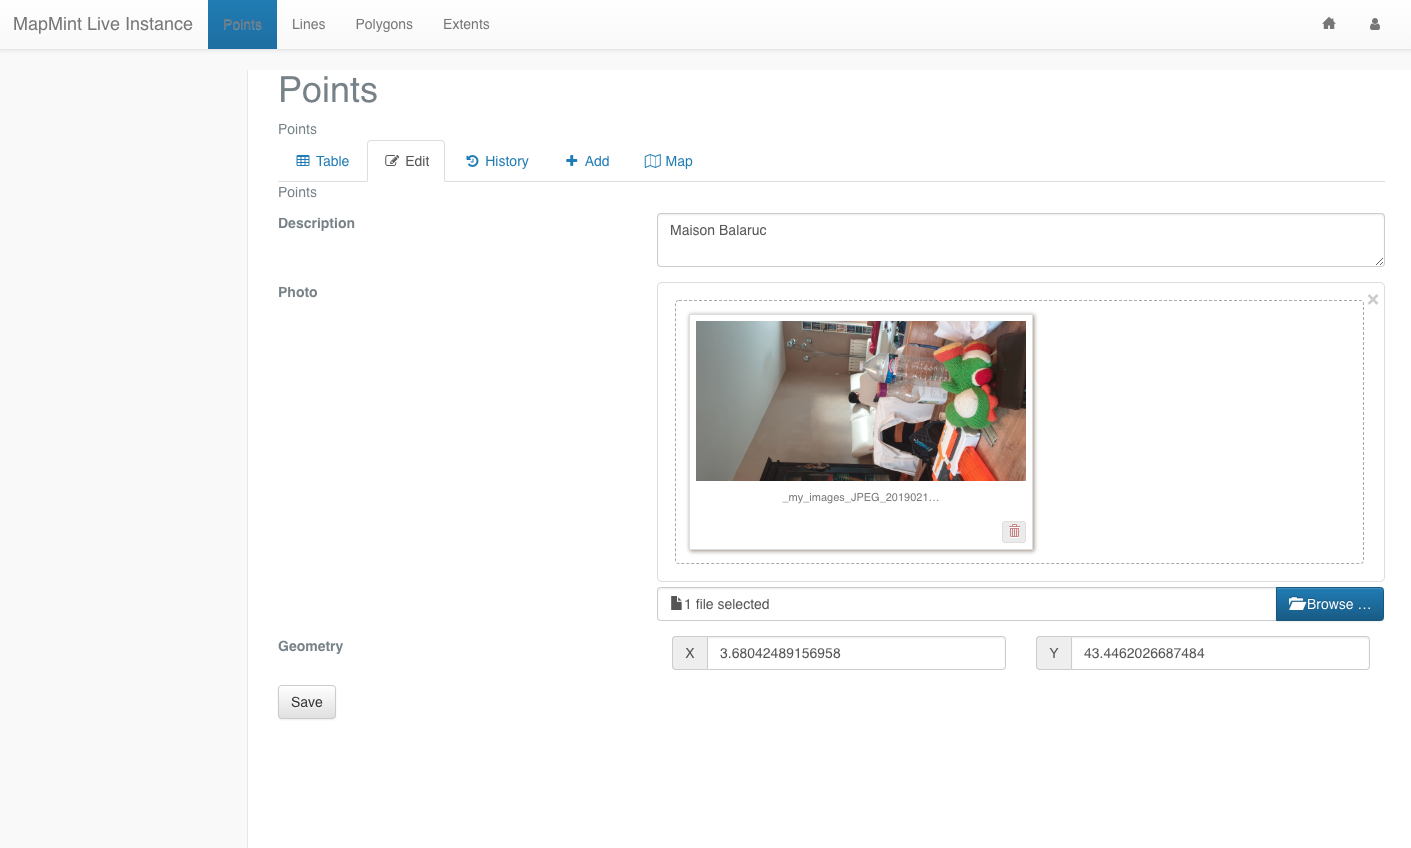 MapMint Live Instance Points Lines Polygons Extents
Points
Points
Table Edit History Add Map
Points
Description
Maison Balaruc
Photo
×
_my_images_JPEG_2019021...
1 file selected
Browse ...
Geometry
X 3.68042489156958 Y 43.4462026687484
Save